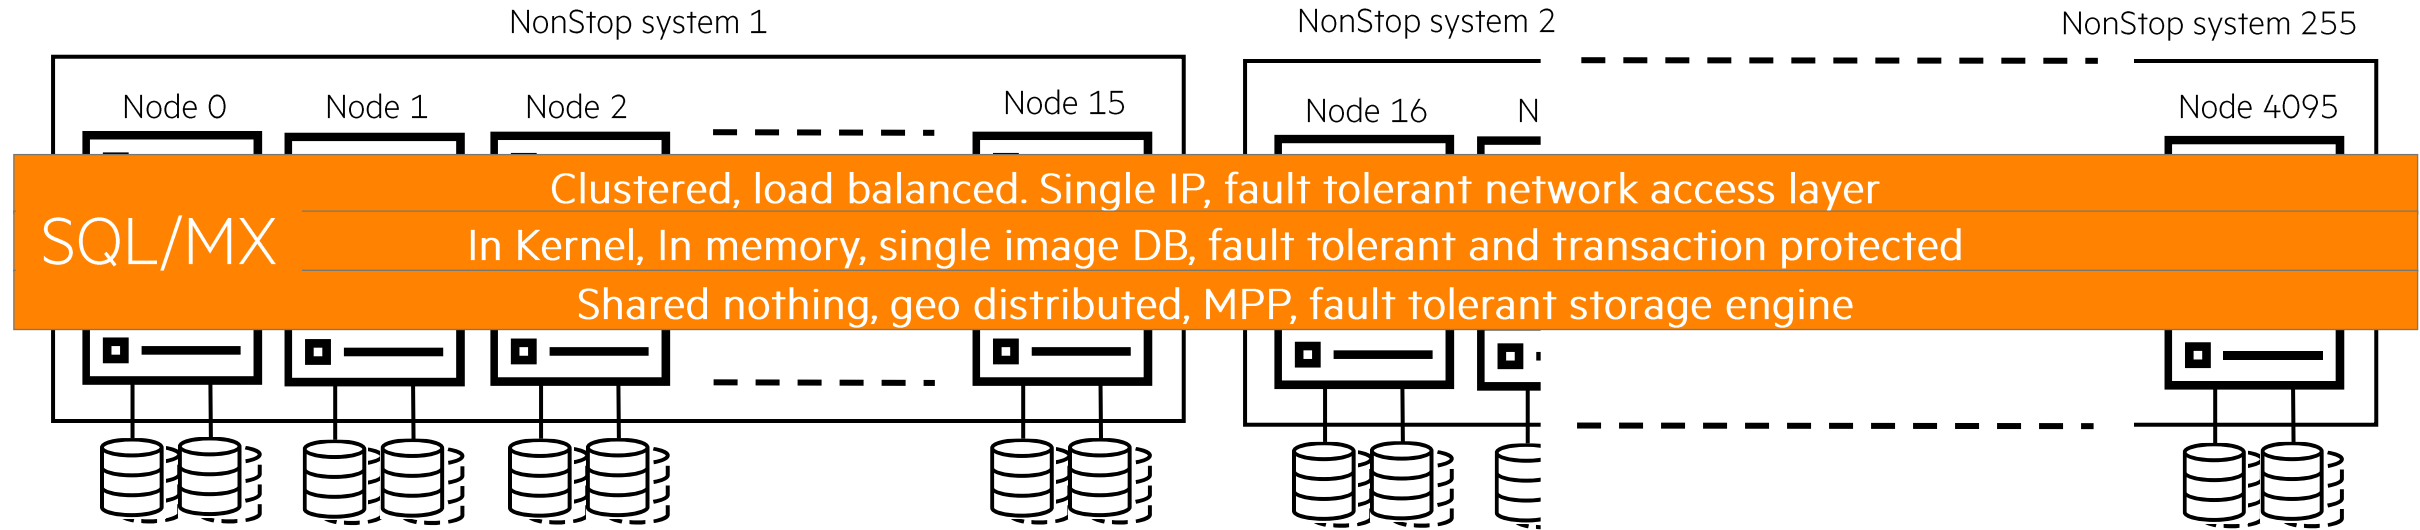 NonStop system 1
NonStop system 2
NonStop system 255
Node 0
Node 1
Node 2
Node 15
Node 16
N
Node 4095
SQL/MX
Clustered, load balanced. Single IP, fault tolerant network access layer
In Kernel, In memory, single image DB, fault tolerant and transaction protected
Shared nothing, geo distributed, MPP, fault tolerant storage engine